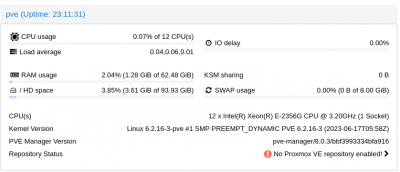 pve (Uptime: 23:11:31)
CPU usage 0.07% of 12 CPU(s)
IO delay 0.00%
Load average 0.04,0.06,0.01
RAM usage 2.04% (1.28 GiB of 62.48 GiB)
KSM sharing 0 B
/ HD space 3.85% (3.61 GiB of 93.93 GiB)
SWAP usage 0.00% (0 B of 8.00 GiB)
CPU(s) 12 x Intel(R) Xeon(R) E-2356G CPU @ 3.20GHz (1 Socket)
Kernel Version Linux 6.2.16-3-pve #1 SMP PREEMPT_DYNAMIC PVE 6.2.16-3 (2023-06-17T05:58Z)
PVE Manager Version pve-manager/8.0.3/bbf3993334bfa916
Repository Status No Proxmox VE repository enabled!